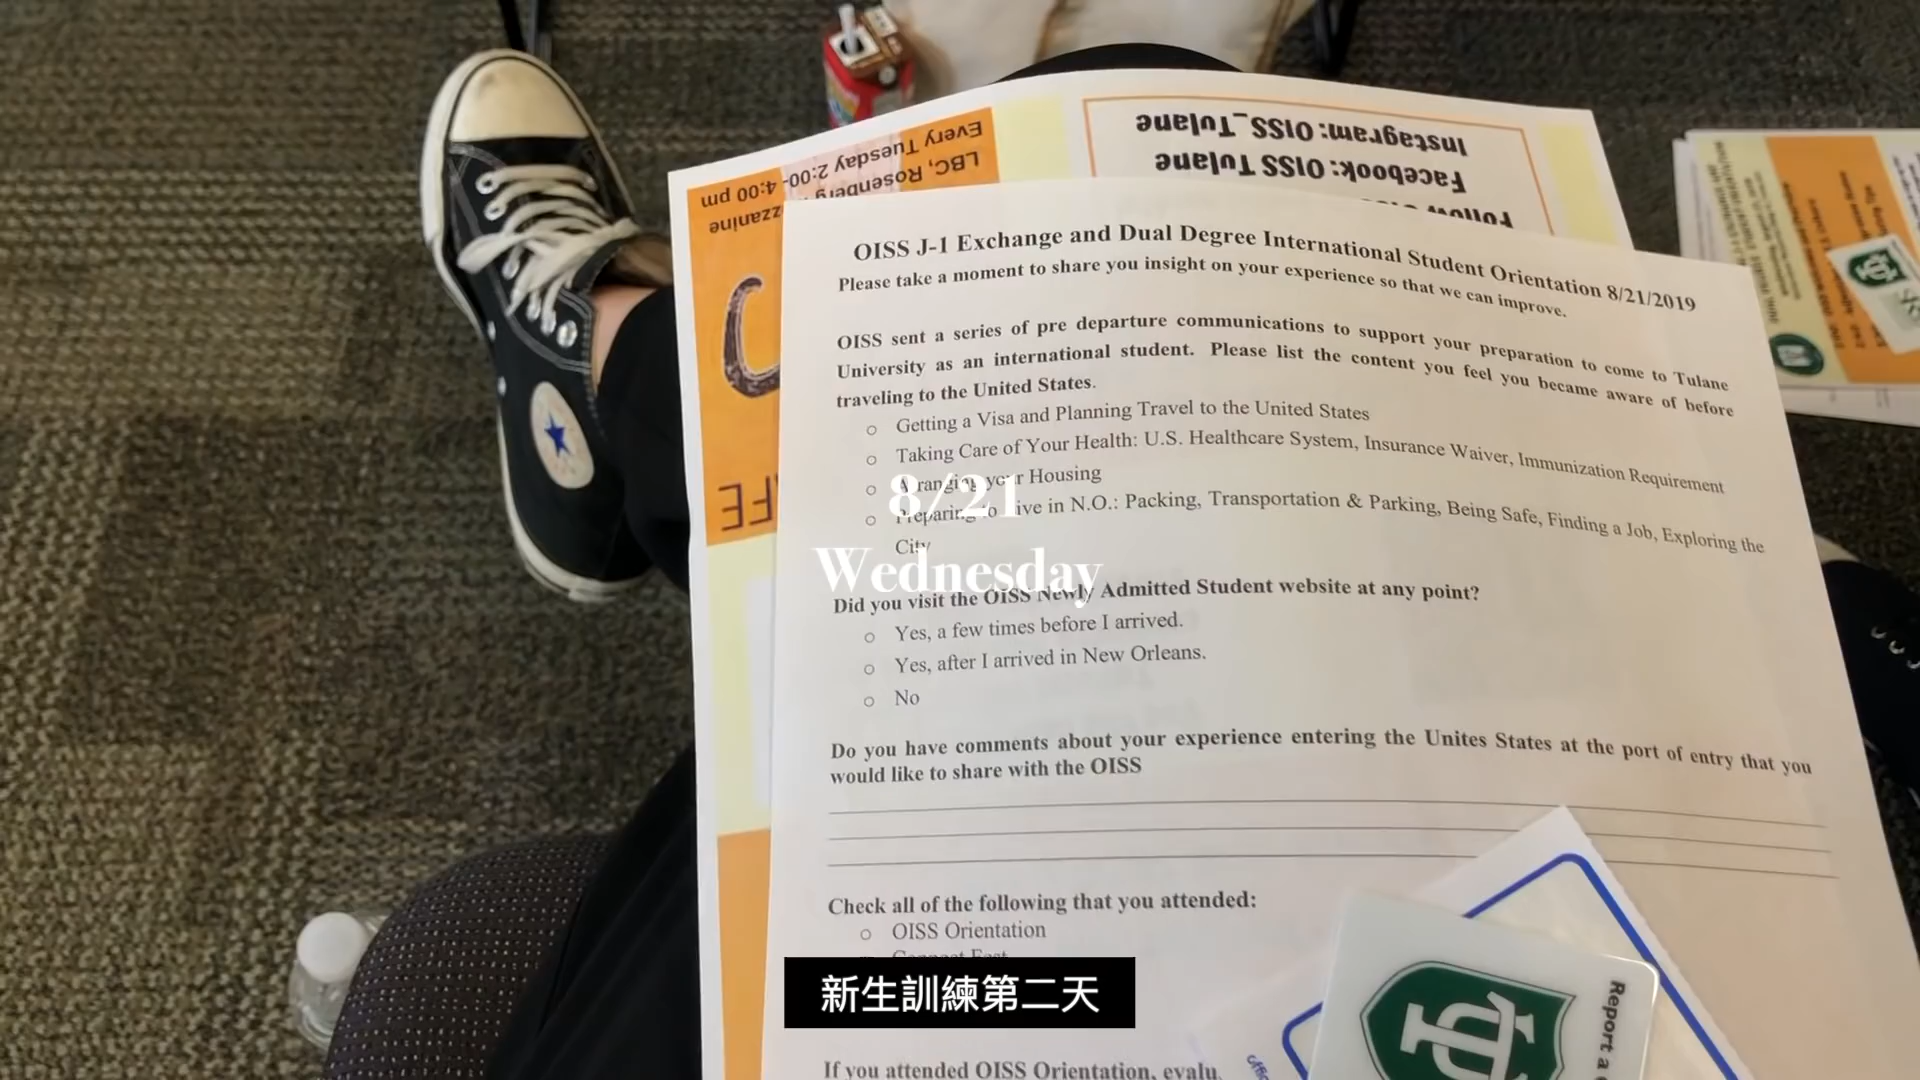 Every Tuesday 2:00- 4:00 pm
LBC, Rosenberg
Instagram: OISS_Tulane
Facebook: OISS Tulane
OISS J-1 Exchange and Dual Degree International Student Orientation 8/21/2019
Please take a moment to share you insight on your experience so that we can improve.
OISS sent a series of pre departure communications to support your preparation to come to Tulane
University as an international student. Please list the content you feel you became aware of before
traveling to the United States.
Getting a Visa and Planning Travel to the United States
Taking Care of Your Health: U.S. Healthcare System, Insurance Waiver, Immunization Requirement
Arranging your Housing
Preparing to live in N.O.: Packing, Transportation & Parking, Being Safe, Finding a Job, Exploring the
City
8/21
Wednesday
Did you visit the OISS Newly Admitted Student website at any point?
Yes, a few times before I arrived.
Yes, after I arrived in New Orleans.
No
Do you have comments about your experience entering the Unites States at the port of entry that you
would like to share with the OISS
Check all of the following that you attended:
OISS Orientation
新生訓練第二天
If you attended OISS Orientation,
Report a